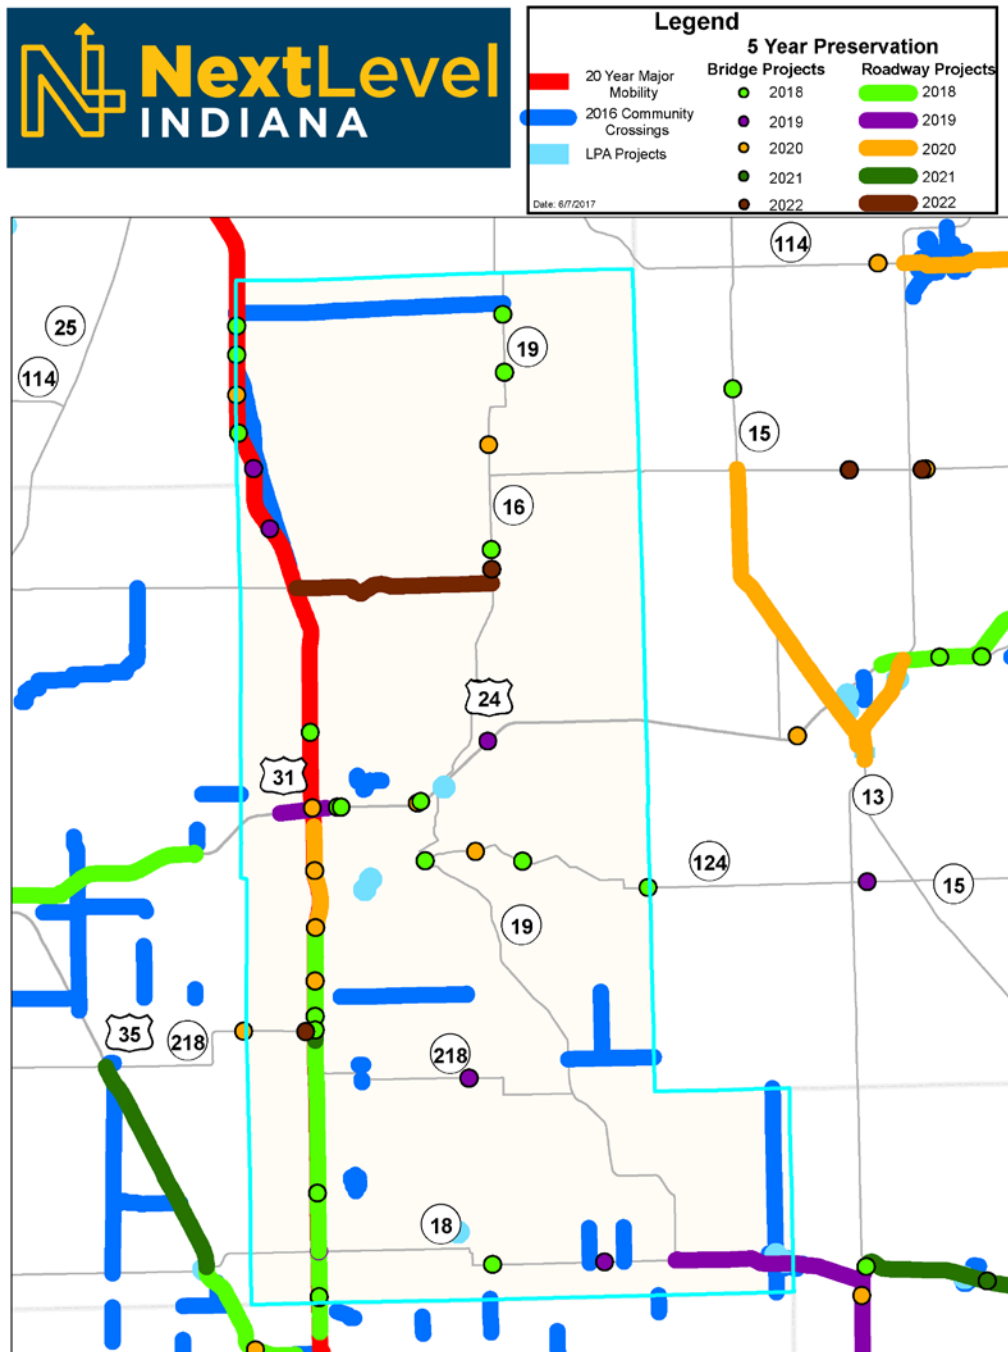 NextLevel
INDIANA
Legend
5 Year Preservation
Bridge Projects
Roadway Projects
20 Year Major
Mobility
2016 Community
Crossings
LPA Projects
2018
2019
2020
2021
2022
2018
2019
2020
2021
2022
Date: 6/7/2017
114
25
19
114
15
16
24
31
13
124
15
19
35
218
218
18